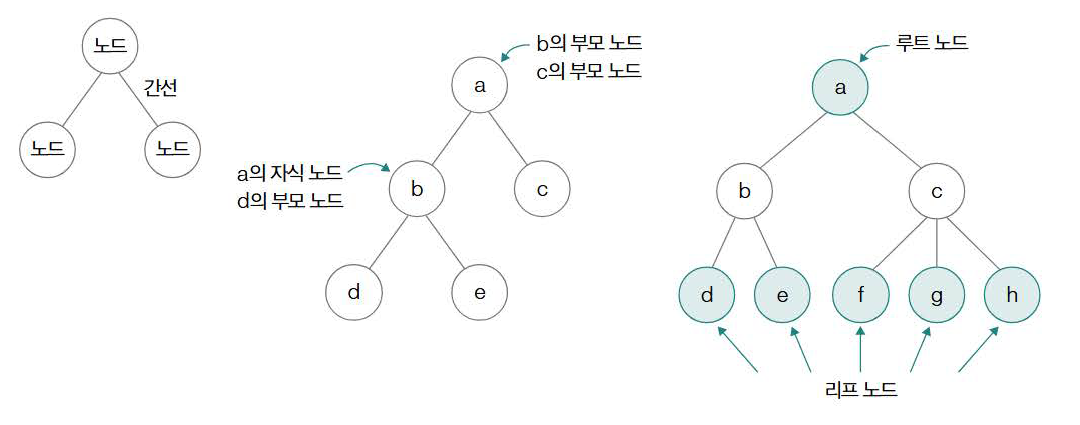 노드
간선
노드
노드
b의 부모 노드
c의 부모 노드
a
a의 자식 노드
d의 부모 노드
b
c
d
e
루트 노드
a
b
c
d
e
f
g
h
리프 노드